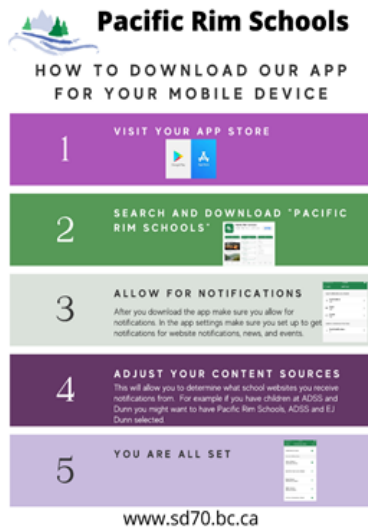 Pacific Rim Schools
HOW TO DOWNLOAD OUR APP
FOR YOUR MOBILE DEVICE
1
VISIT YOUR APP STORE
2
SEARCH AND DOWNLOAD "PACIFIC
RIM SCHOOLS"
3
ALLOW FOR NOTIFICATIONS
After you download the app make sure you allow for
notifications. In the app settings make sure you set up to get
notifications for website notifications, news, and events.
4
ADJUST YOUR CONTENT SOURCES
This will allow you to determine what school websites you receive
notifications from. For example if you have children at ADSS and
Dunn you might want to have Pacific Rim Schools, ADSS and EJ
Dunn selected
5
YOU ARE ALL SET
www.sd70.bc.ca